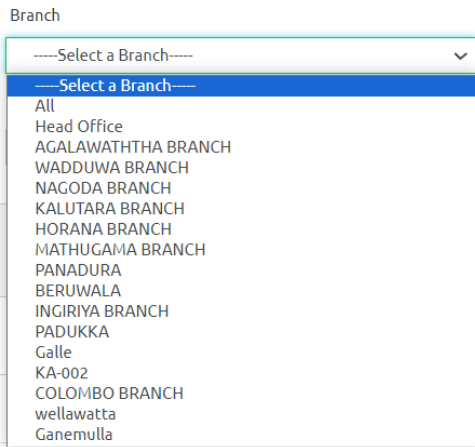 Branch
-----Select a Branch-----
-----Select a Branch-----
All
Head Office
AGALAWATHTHA BRANCH
WADDUWA BRANCH
NAGODA BRANCH
KALUTARA BRANCH
HORANA BRANCH
MATHUGAMA BRANCH
PANADURA
BERUWALA
INGIRIYA BRANCH
PADUKKA
Galle
KA-002
COLOMBO BRANCH
wellawatta
Ganemulla